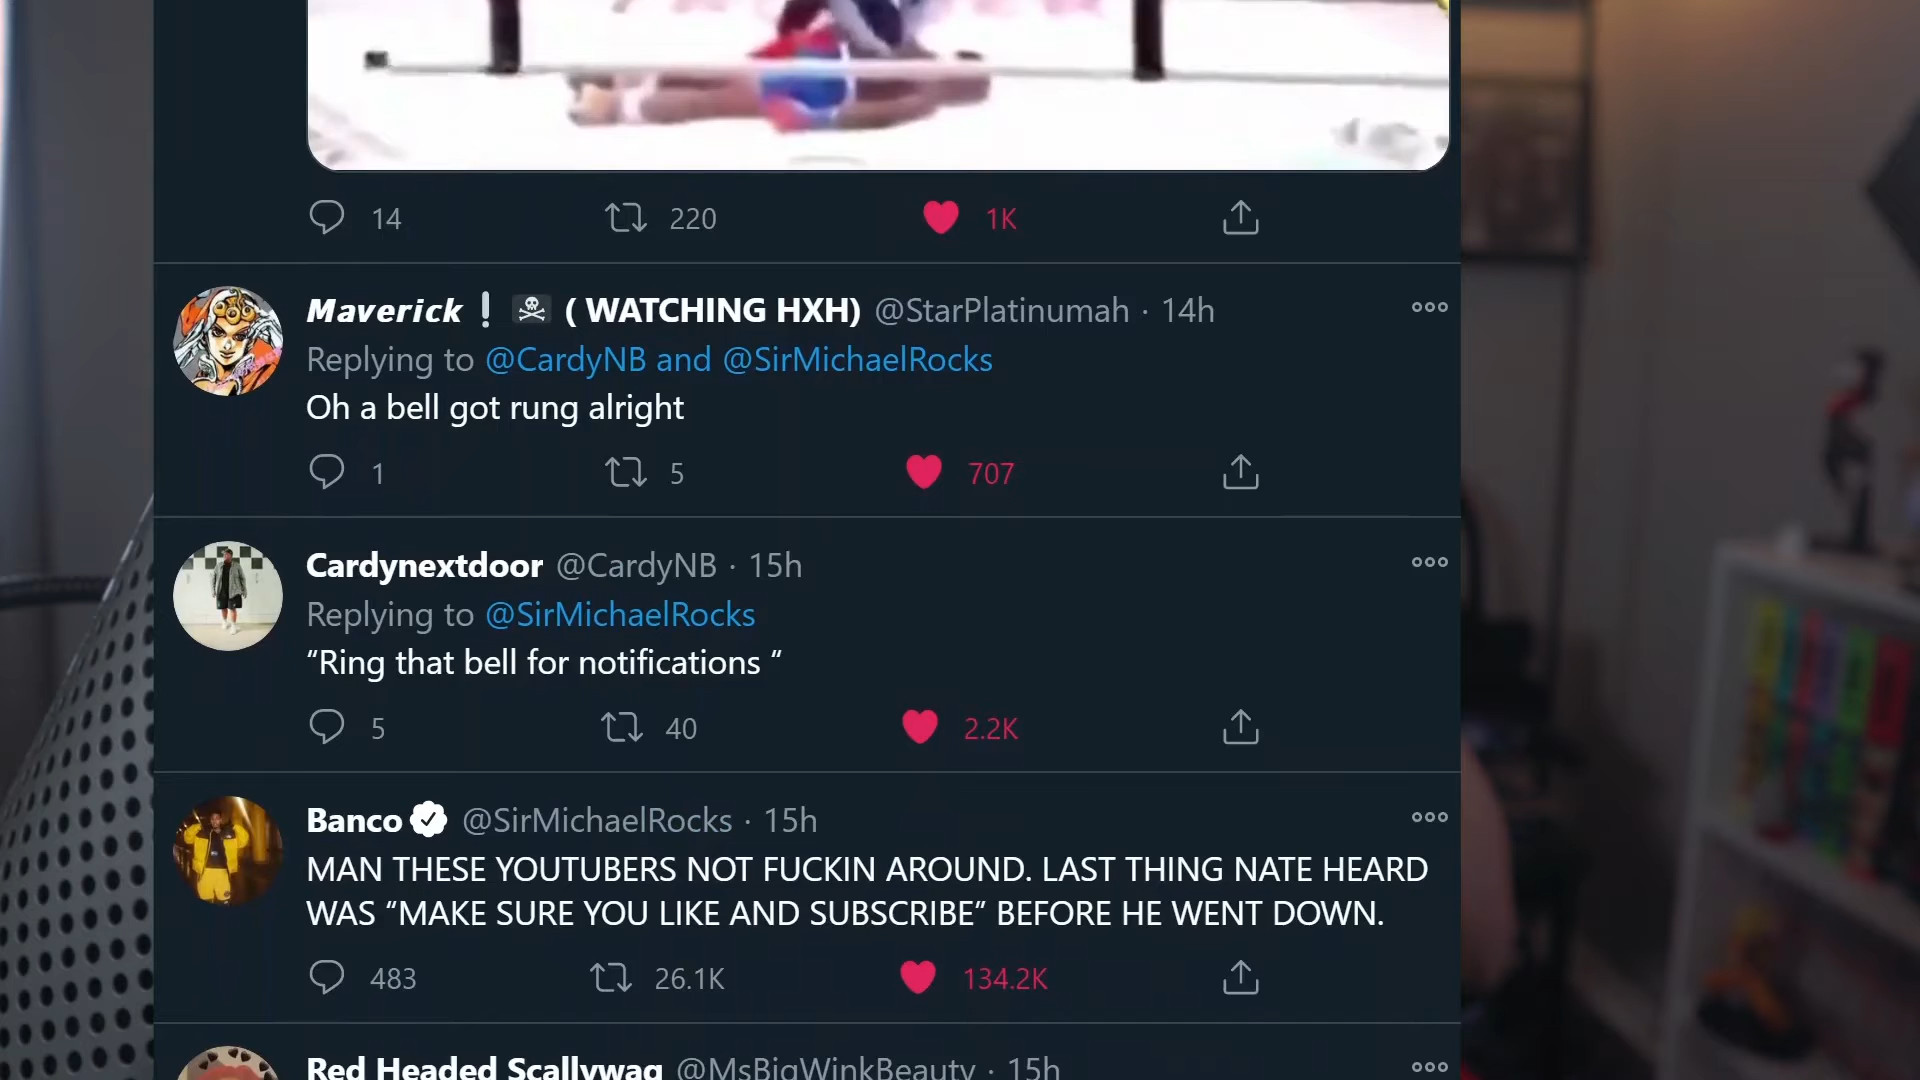 14 220 1K
Maverick❕ ☠ ( WATCHING HXH) @StarPlatinumah · 14h
Replying to @CardyNB and @SirMichaelRocks
Oh a bell got rung alright
1 5 707
Cardynextdoor @CardyNB · 15h
Replying to @SirMichaelRocks
“Ring that bell for notifications “
5 40 2.2K
Banco @SirMichaelRocks · 15h
MAN THESE YOUTUBERS NOT FUCKIN AROUND. LAST THING NATE HEARD
WAS “MAKE SURE YOU LIKE AND SUBSCRIBE” BEFORE HE WENT DOWN.
483 26.1K 134.2K
Red Headed Scallywag @MsBigWinkBeauty · 15h